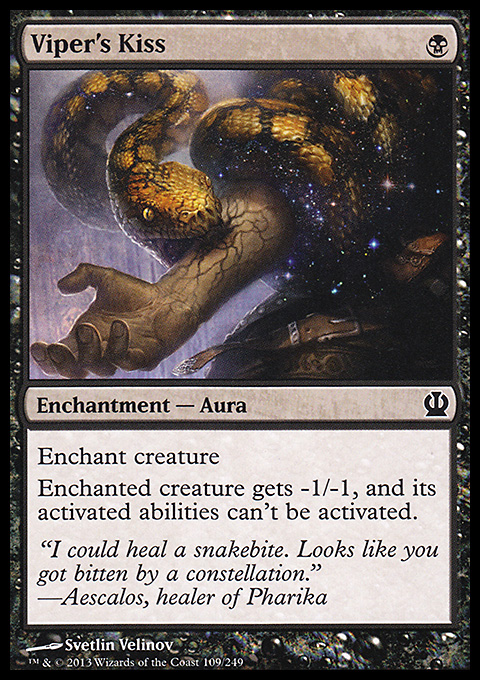 Viper's Kiss
Enchantment — Aura
Enchant creature
Enchanted creature gets -1/-1, and its
activated abilities can't be activated.
"I could heal a snakebite. Looks like you
got bitten by a constellation."
—Aescalos, healer of Pharika
Svetlin Velinov
™ & © 2013 Wizards of the Coast 109/249